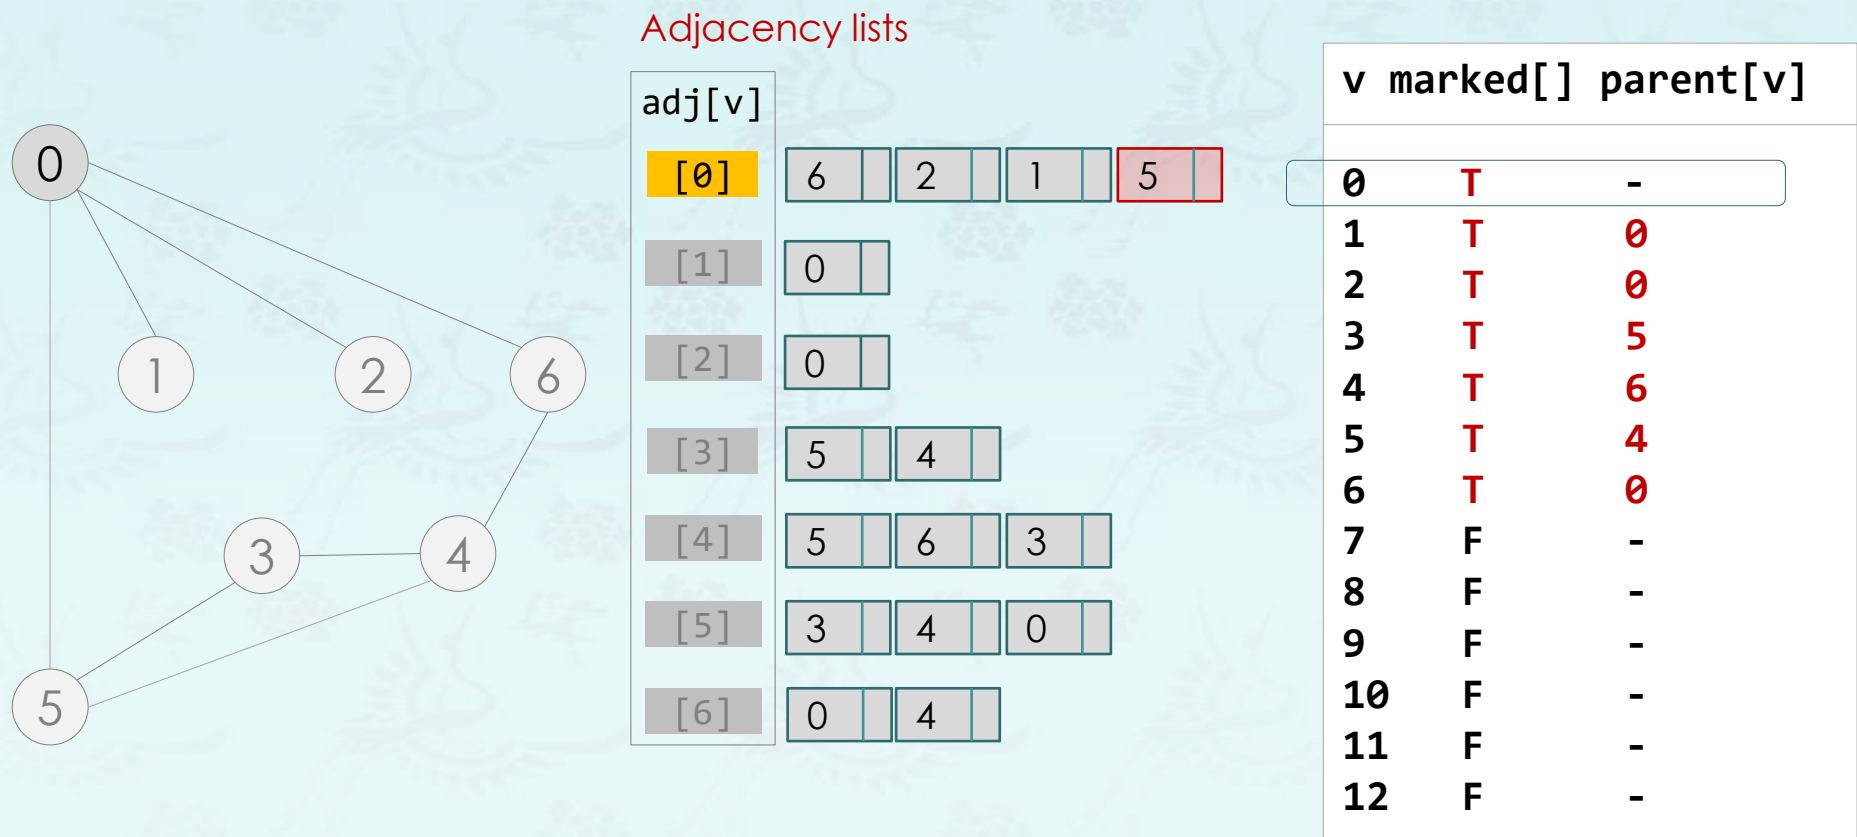 Adjacency lists
adj[v]
[0] 6 2 1 5
[1] 0
[2] 0
[3] 5 4
[4] 5 6 3
[5] 3 4 0
[6] 0 4
0
1 2 6
3 4
5
v marked[] parent[v]
0 T -
1 T 0
2 T 0
3 T 5
4 T 6
5 T 4
6 T 0
7 F -
8 F -
9 F -
10 F -
11 F -
12 F -